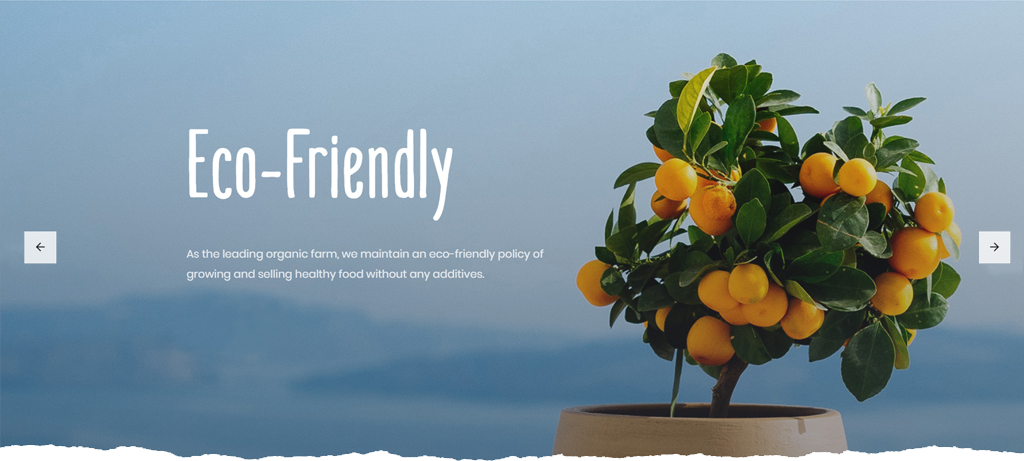 Eco-Friendly
As the leading organic farm, we maintain an eco-friendly policy of
growing and selling healthy food without any additives.